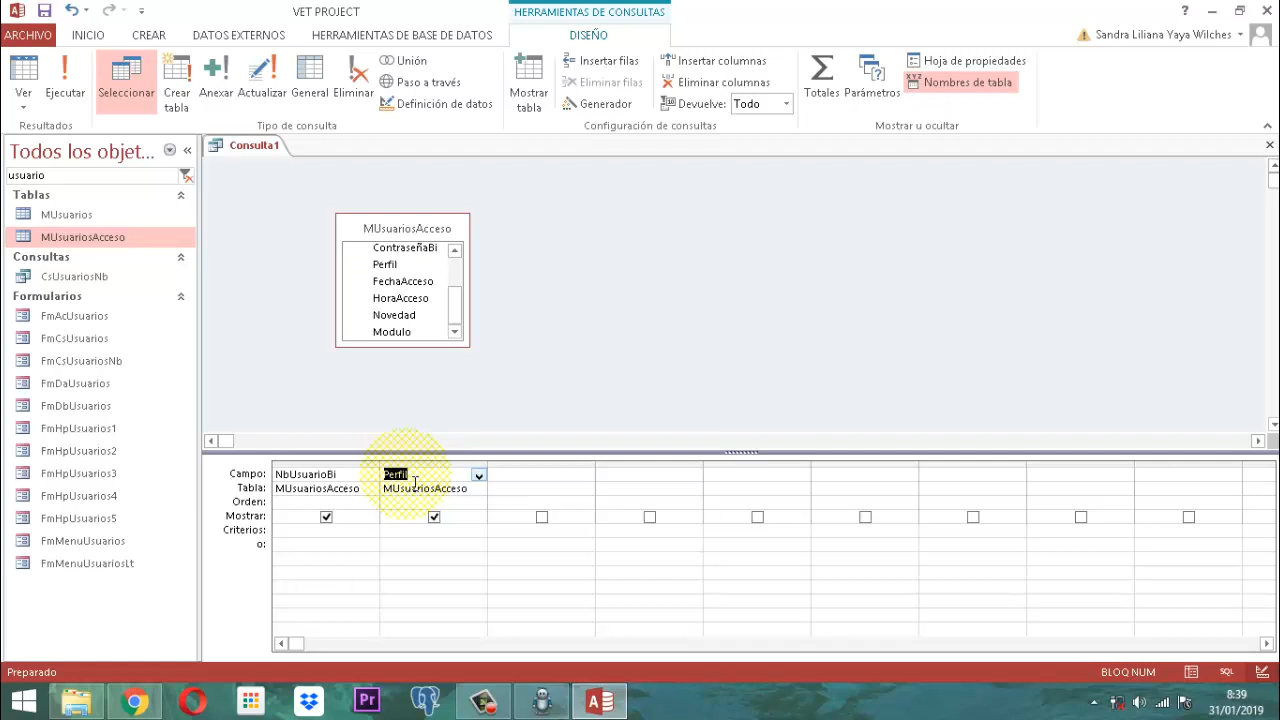 VET PROJECT
HERRAMIENTAS DE CONSULTAS
?
ARCHIVO INICIO CREAR DATOS EXTERNOS HERRAMIENTAS DE BASE DE DATOS DISEÑO
Sandra Liliana Yaya Wilches
Ver
Ejecutar
Seleccionar
Crear tabla
Anexar
Actualizar
General
Eliminar
Unión
Paso a través
Definición de datos
Mostrar tabla
Insertar filas
Eliminar filas
Generador
Insertar columnas
Eliminar columnas
Devuelve: Todo
Totales
Parámetros
Hoja de propiedades
Nombres de tabla
Resultados
Tipo de consulta
Configuración de consultas
Mostrar u ocultar
Todos los objet...
usuario
Tablas
MUsuarios
MUsuariosAcceso
Consultas
CsUsuariosNb
Formularios
FmAcUsuarios
FmCsUsuarios
FmCsUsuariosNb
FmDaUsuarios
FmDbUsuarios
FmHpUsuarios1
FmHpUsuarios2
FmHpUsuarios3
FmHpUsuarios4
FmHpUsuarios5
FmMenuUsuarios
FmMenuUsuariosLt
Consulta1
MUsuariosAcceso
ContraseñaBi
Perfil
FechaAcceso
HoraAcceso
Novedad
Modulo
Campo: NbUsuarioBi Perfil
Tabla: MUsuariosAcceso MUsuariosAcceso
Orden:
Mostrar:
Criterios:
o:
Preparado
BLOQ NUM
SQL
Pr
8:39
31/01/2019